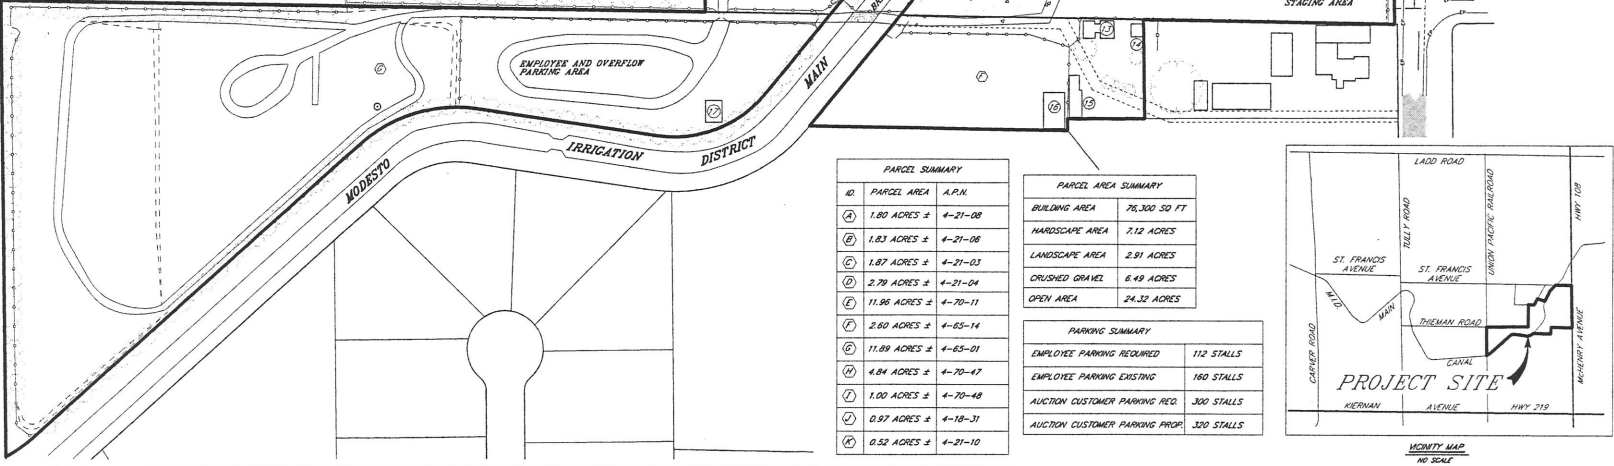 STAGING AREA
EMPLOYEE AND OVERFLOW
PARKING AREA
G
F
13
14
15
16
17
MODESTO IRRIGATION DISTRICT MAIN
PARCEL SUMMARY
ID. PARCEL AREA A.P.N.
A 1.80 ACRES ± 4-21-08
B 1.83 ACRES ± 4-21-06
C 1.87 ACRES ± 4-21-03
D 2.79 ACRES ± 4-21-04
E 11.96 ACRES ± 4-70-11
F 2.60 ACRES ± 4-65-14
G 11.89 ACRES ± 4-65-01
H 4.84 ACRES ± 4-70-47
I 1.00 ACRES ± 4-70-48
J 0.97 ACRES ± 4-18-31
K 0.52 ACRES ± 4-21-10
PARCEL AREA SUMMARY
BUILDING AREA 76,300 SQ FT
HARDSCAPE AREA 7.12 ACRES
LANDSCAPE AREA 2.91 ACRES
CRUSHED GRAVEL 6.49 ACRES
OPEN AREA 24.32 ACRES
PARKING SUMMARY
EMPLOYEE PARKING REQUIRED 112 STALLS
EMPLOYEE PARKING EXISTING 160 STALLS
AUCTION CUSTOMER PARKING REQ. 300 STALLS
AUCTION CUSTOMER PARKING PROP. 320 STALLS
LADD ROAD
TULLY ROAD
UNION PACIFIC RAILROAD
HWY 108
ST. FRANCIS
AVENUE
ST. FRANCIS
AVENUE
M.I.D.
MAIN
THIEMAN ROAD
CANAL
CARVER ROAD
McHENRY AVENUE
PROJECT SITE
KIERNAN AVENUE HWY 219
VICINITY MAP
NO SCALE